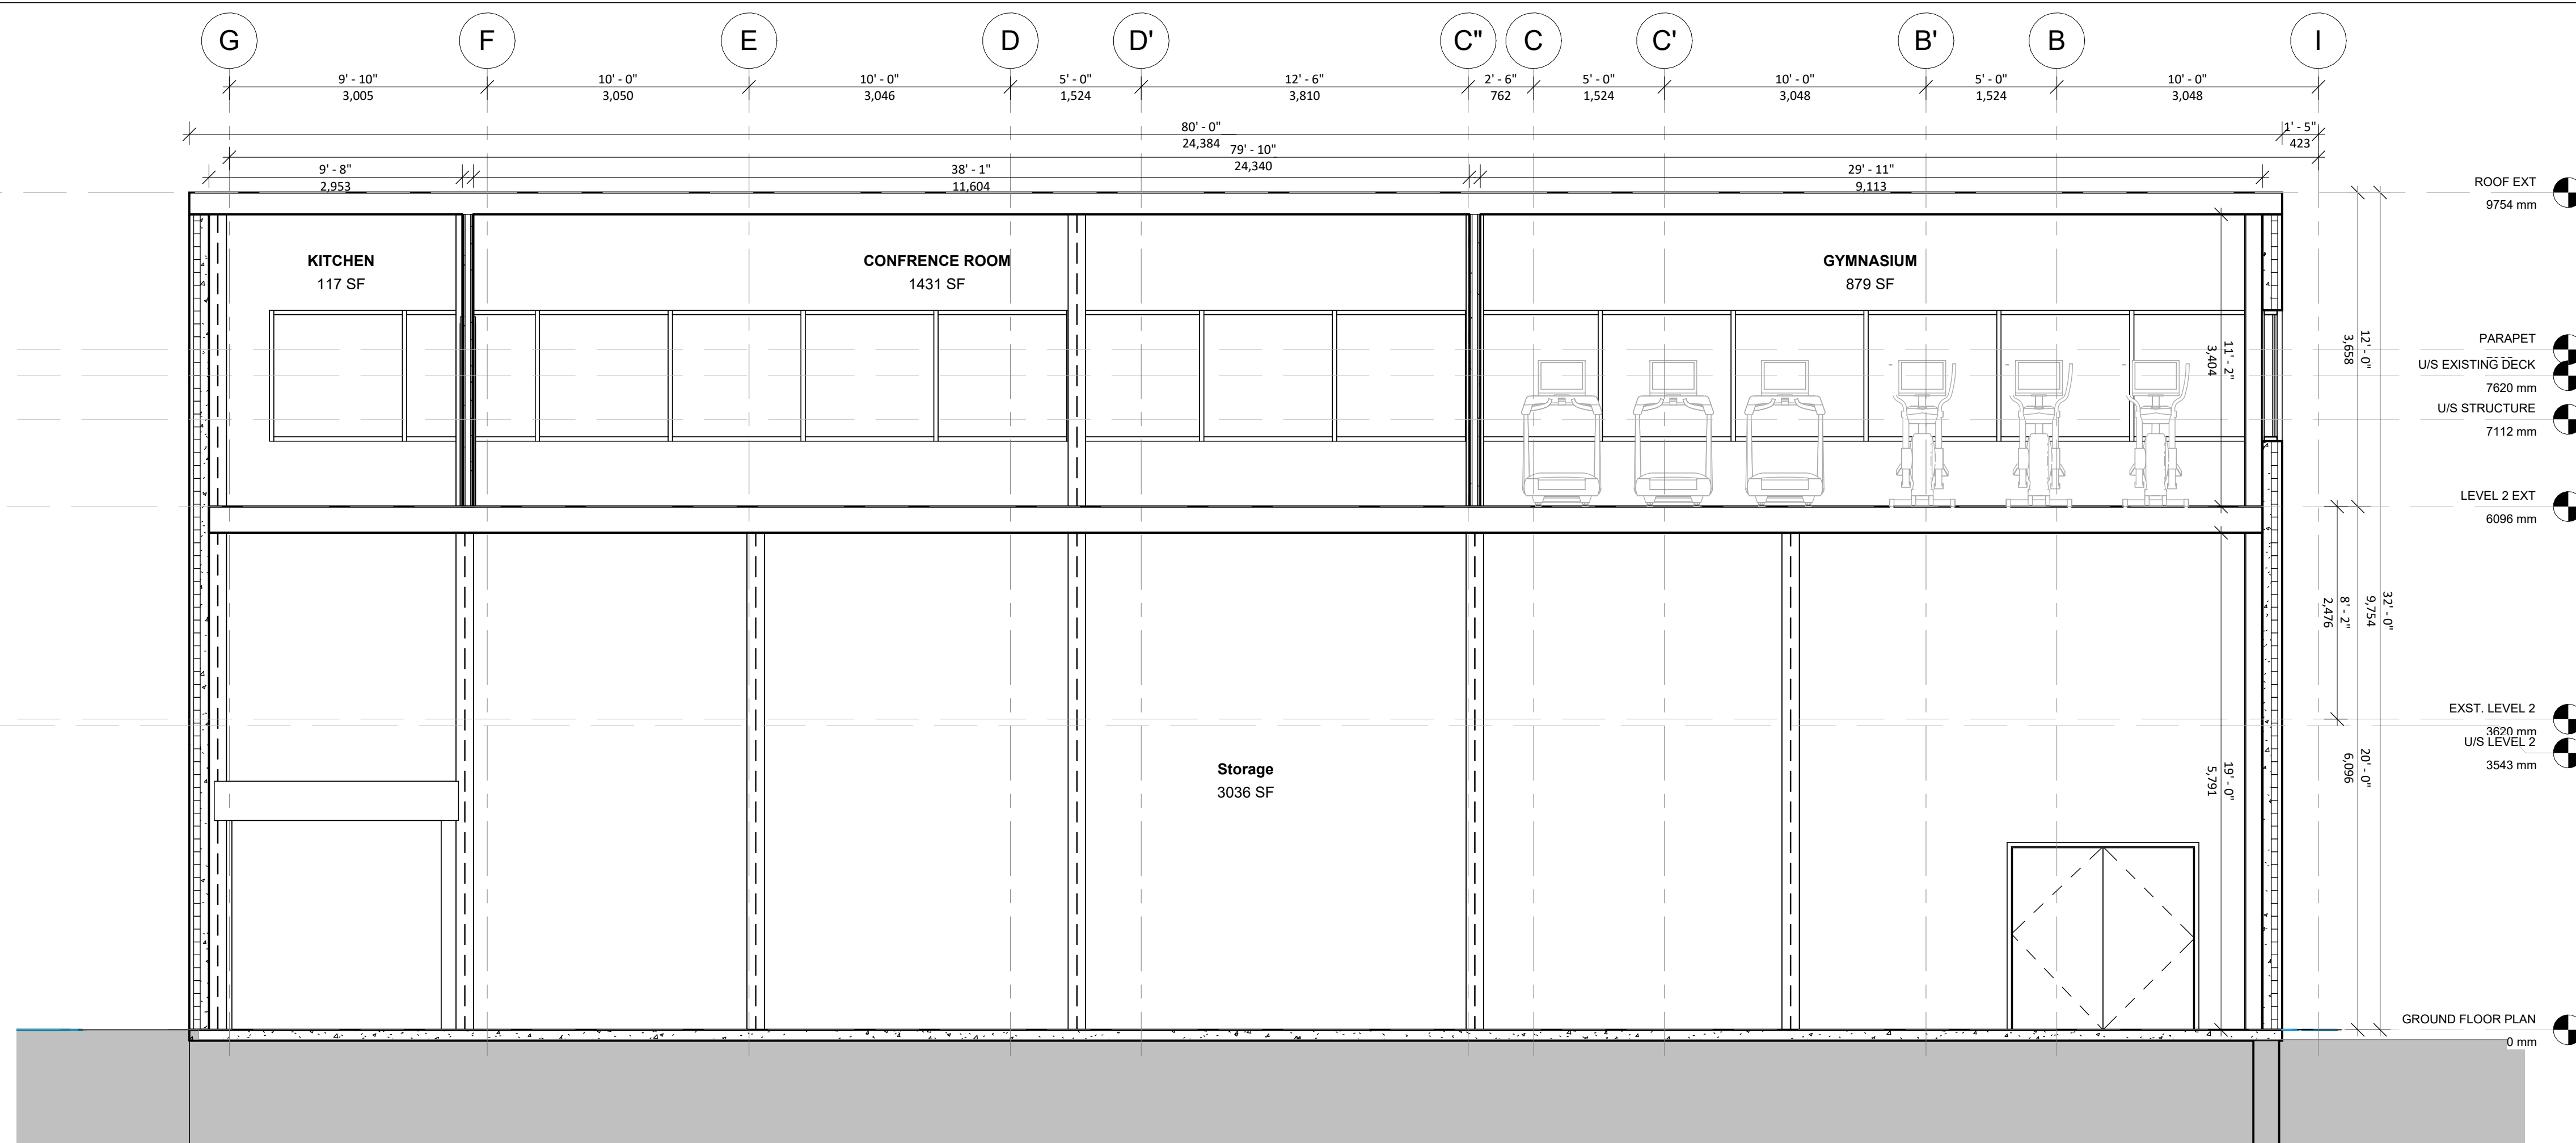 G F E D D' C" C C' B' B I
9' - 10" 10' - 0" 10' - 0" 5' - 0" 12' - 6" 2' - 6" 5' - 0" 10' - 0" 5' - 0" 10' - 0"
3,005 3,050 3,046 1,524 3,810 762 1,524 3,048 1,524 3,048
80' - 0" 1' - 5"
24,384 423
79' - 10"
24,340
9' - 8" 38' - 1" 29' - 11"
2,953 11,604 9,113
ROOF EXT
9754 mm
KITCHEN
117 SF
CONFRENCE ROOM
1431 SF
GYMNASIUM
879 SF
11' - 2"
3,404
12' - 0"
3,658
PARAPET
U/S EXISTING DECK
7620 mm
U/S STRUCTURE
7112 mm
LEVEL 2 EXT
6096 mm
8' - 2"
2,476
32' - 0"
9,754
EXST. LEVEL 2
3620 mm
U/S LEVEL 2
3543 mm
Storage
3036 SF
19' - 0"
5,791
20' - 0"
6,096
GROUND FLOOR PLAN
0 mm